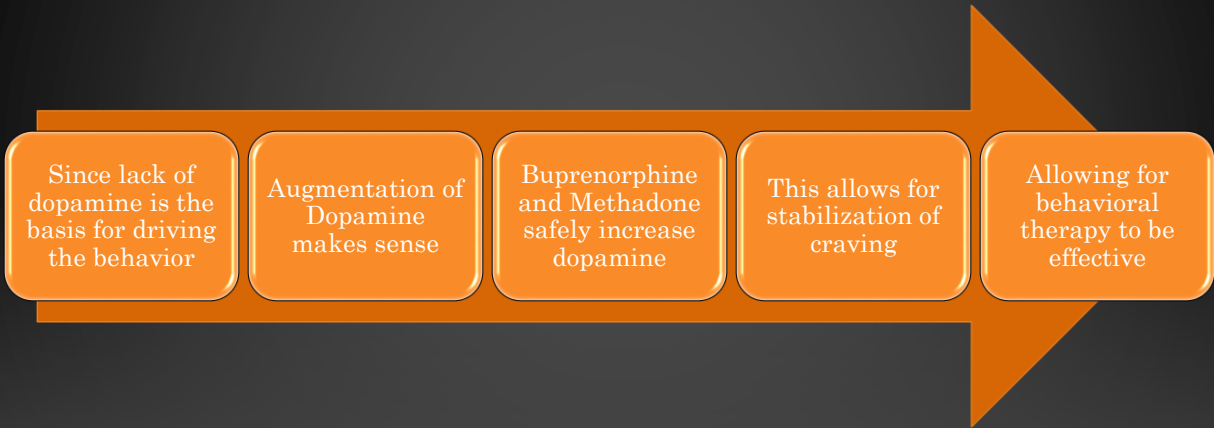 Since lack of
dopamine is the
basis for driving
the behavior
Augmentation of
Dopamine
makes sense
Buprenorphine
and Methadone
safely increase
dopamine
This allows for
stabilization of
craving
Allowing for
behavioral
therapy to be
effective